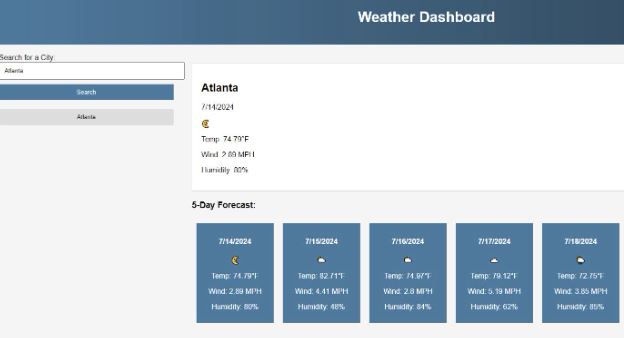 Weather Dashboard
Search for a City:
Atlanta
Search
Atlanta
Atlanta
7/14/2024
Temp: 74.79°F
Wind: 2.69 MPH
Humidity: 80%
5-Day Forecast:
7/14/2024
Temp: 74.79°F
Wind: 2.69 MPH
Humidity: 80%
7/15/2024
Temp: 82.71°F
Wind: 4.41 MPH
Humidity: 48%
7/16/2024
Temp: 74.97°F
Wind: 2.8 MPH
Humidity: 84%
7/17/2024
Temp: 79.12°F
Wind: 5.19 MPH
Humidity: 62%
7/18/2024
Temp: 72.75°F
Wind: 3.85 MPH
Humidity: 85%